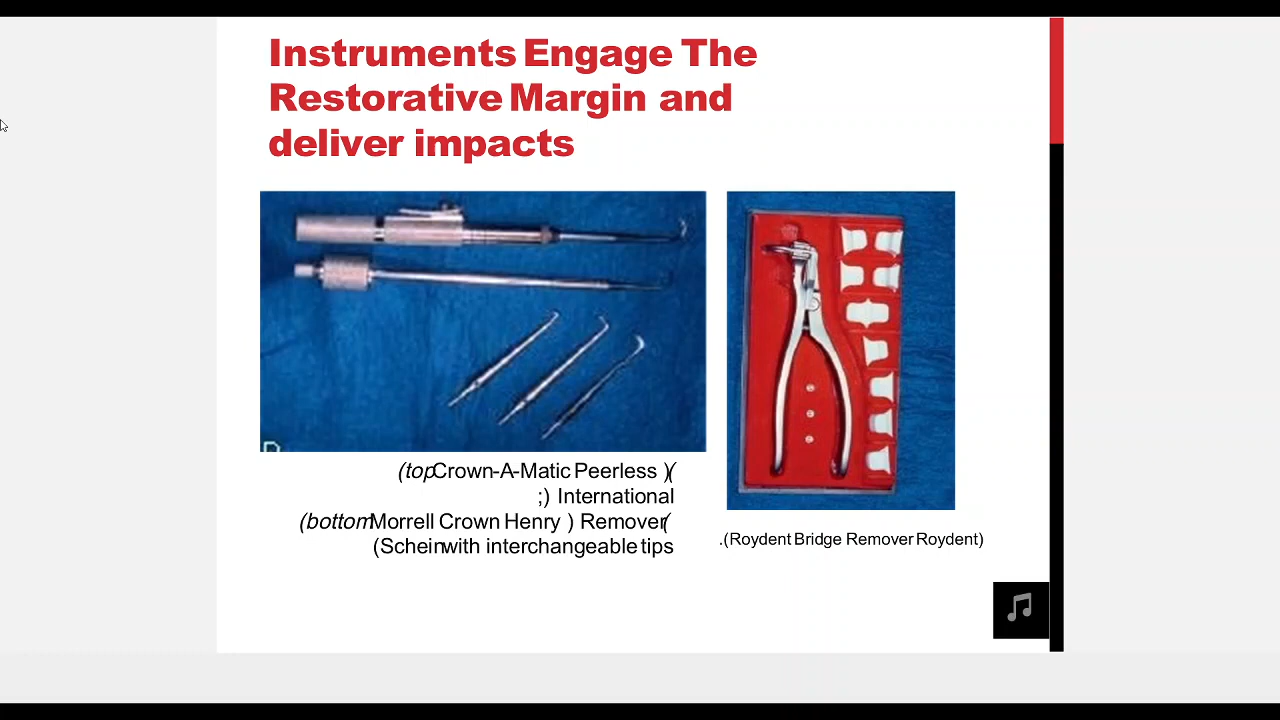 Instruments Engage The
Restorative Margin and
deliver impacts
(topCrown-A-Matic Peerless )(
;) International
(bottomMorrell Crown Henry ) Remover(
(Scheinwith interchangeable tips
.(Roydent Bridge Remover Roydent)